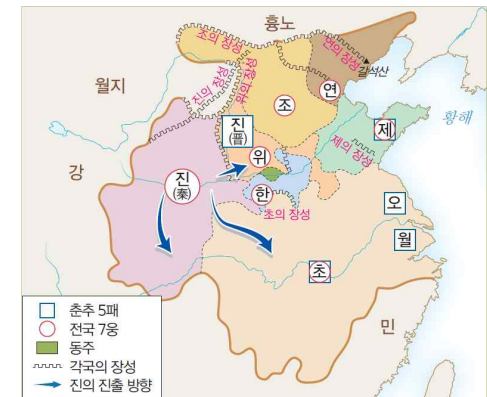 흉노
조의 장성
연의 장성
갈석산
월지
진의 장성
위의 장성
연
조
황해
제
진
(晉)
제의 장성
위
강
진
(秦)
한
오
초의 장성
월
초
민
춘추 5패
전국 7웅
동주
각국의 장성
진의 진출 방향